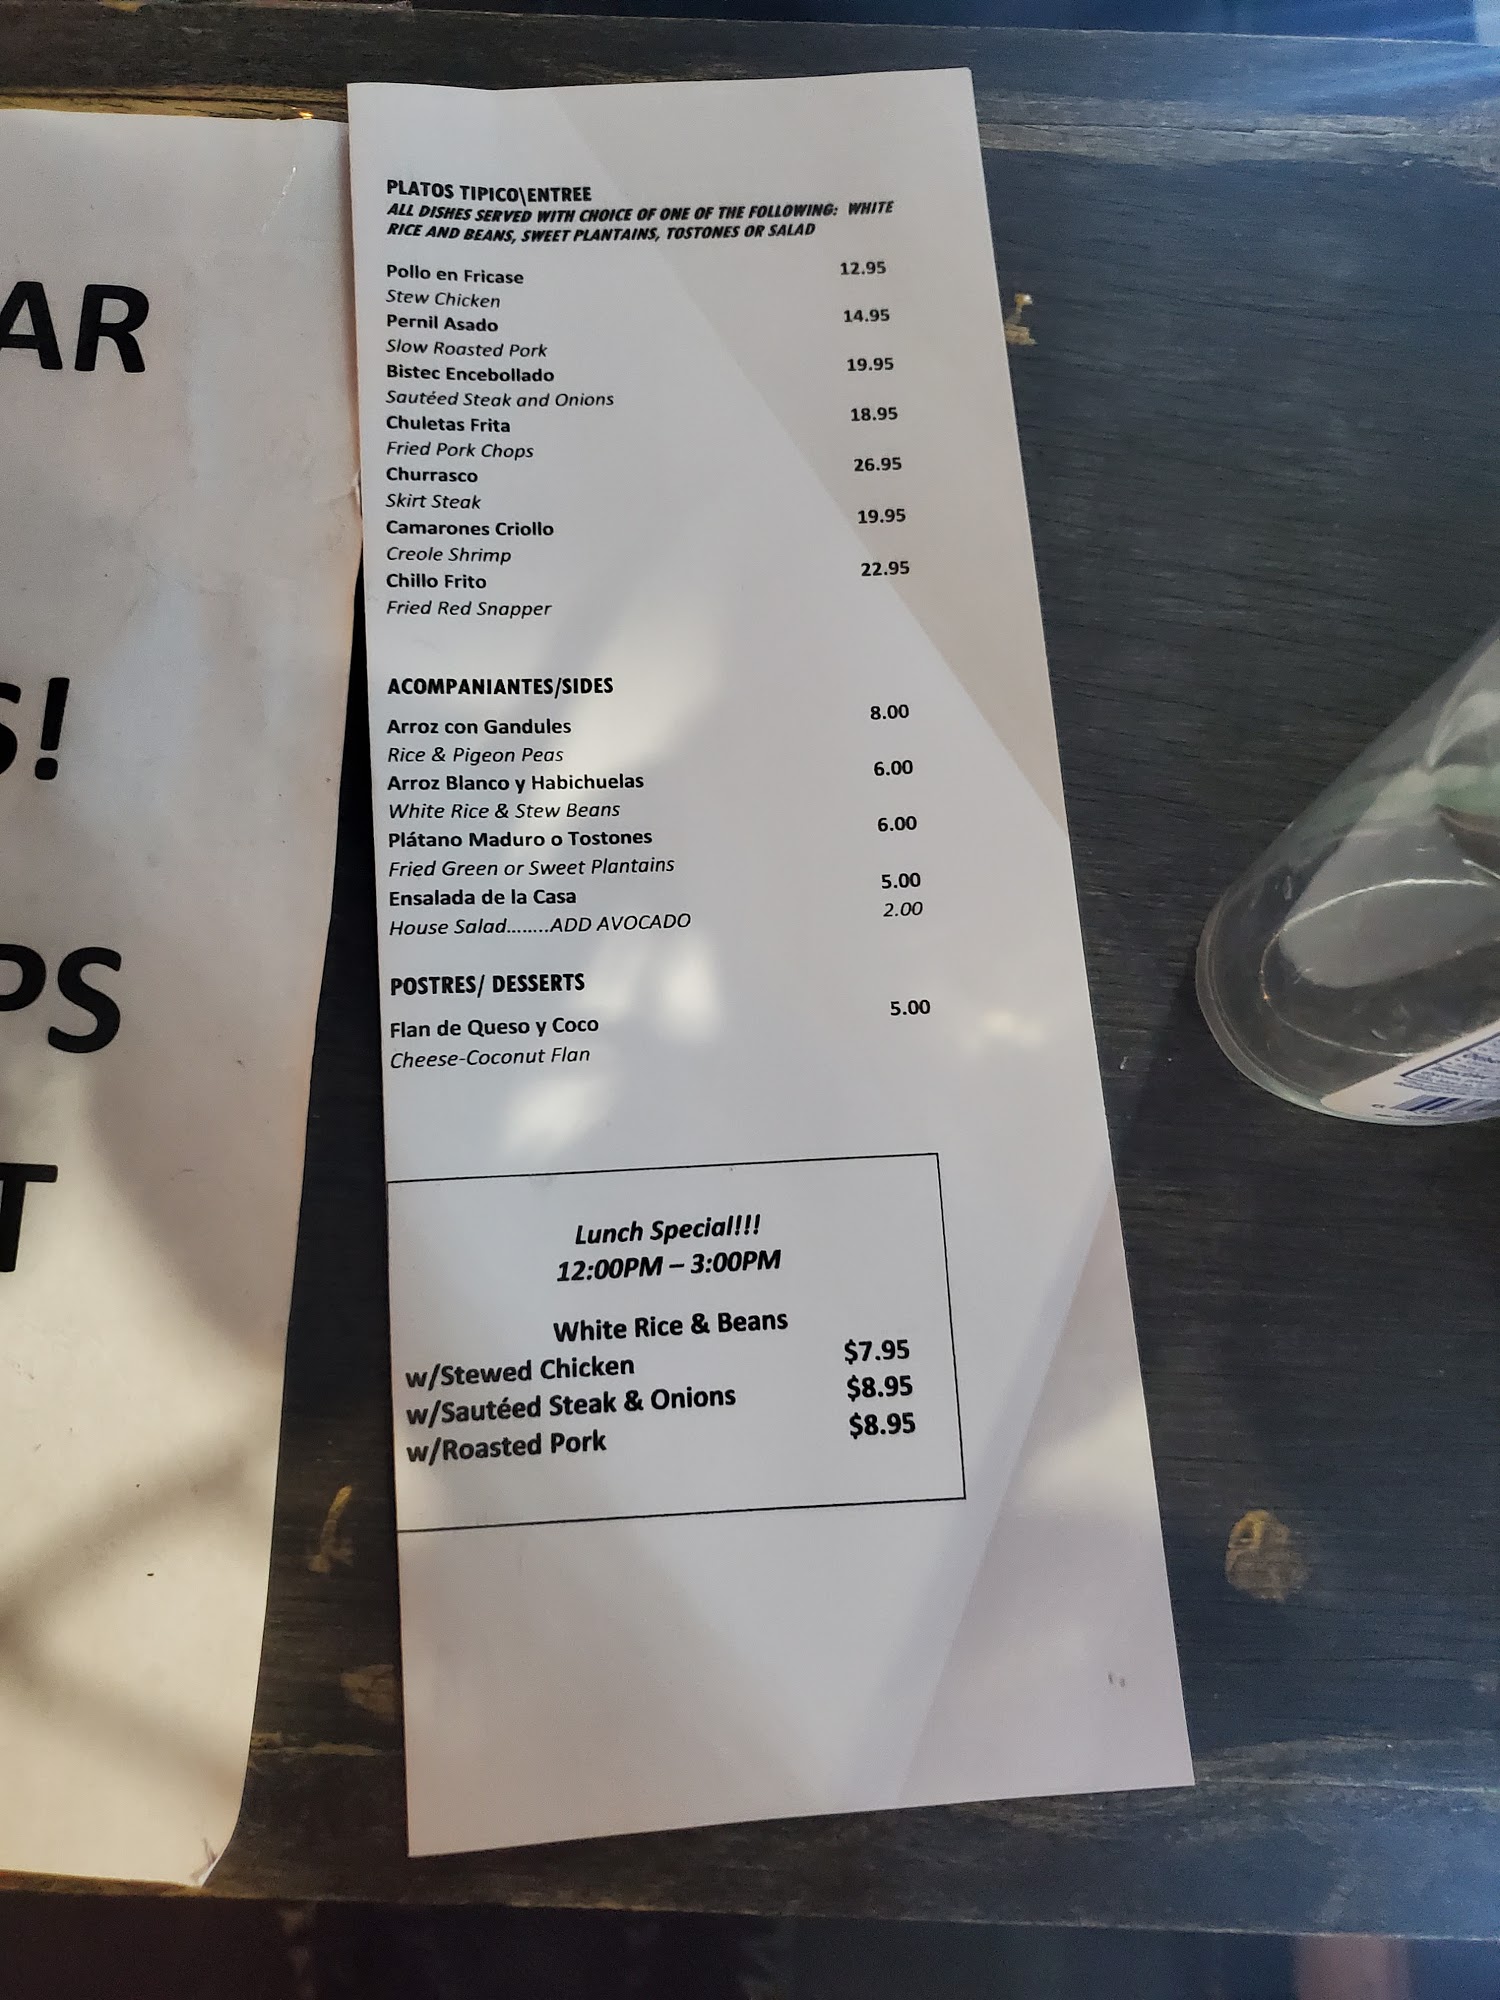 AR
S!
PS
T
PLATOS TIPICO\ENTREE
ALL DISHES SERVED WITH CHOICE OF ONE OF THE FOLLOWING: WHITE
RICE AND BEANS, SWEET PLANTAINS, TOSTONES OR SALAD
Pollo en Fricase 12.95
Stew Chicken
Pernil Asado 14.95
Slow Roasted Pork
Bistec Encebollado 19.95
Sautéed Steak and Onions
Chuletas Frita 18.95
Fried Pork Chops
Churrasco 26.95
Skirt Steak
Camarones Criollo 19.95
Creole Shrimp
Chillo Frito 22.95
Fried Red Snapper
ACOMPANIANTES/SIDES
Arroz con Gandules 8.00
Rice & Pigeon Peas
Arroz Blanco y Habichuelas 6.00
White Rice & Stew Beans
Plátano Maduro o Tostones 6.00
Fried Green or Sweet Plantains
Ensalada de la Casa 5.00
House Salad........ADD AVOCADO 2.00
POSTRES/ DESSERTS
Flan de Queso y Coco 5.00
Cheese-Coconut Flan
Lunch Special!!!
12:00PM – 3:00PM
White Rice & Beans
w/Stewed Chicken $7.95
w/Sautéed Steak & Onions $8.95
w/Roasted Pork $8.95